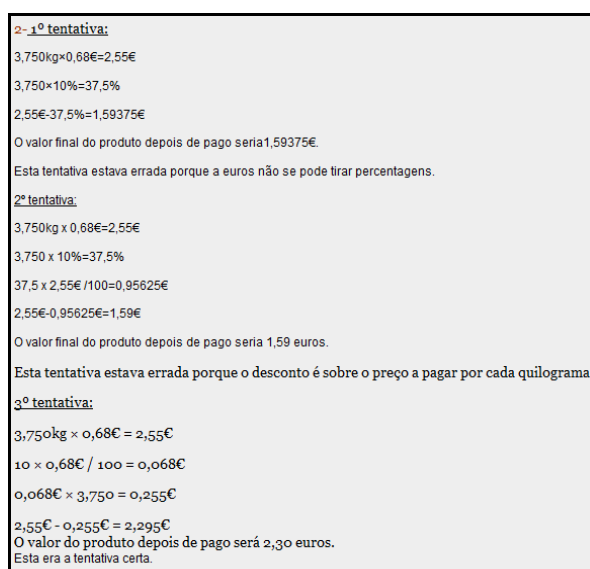 2- 1º tentativa:
3,750kg×0,68€=2,55€
3,750×10%=37,5%
2,55€-37,5%=1,59375€
O valor final do produto depois de pago seria1,59375€.
Esta tentativa estava errada porque a euros não se pode tirar percentagens.
2ª tentativa:
3,750kg x 0,68€=2,55€
3,750 x 10%=37,5%
37,5 x 2,55€ /100=0,95625€
2,55€-0,95625€=1,59€
O valor final do produto depois de pago seria 1,59 euros.
Esta tentativa estava errada porque o desconto é sobre o preço a pagar por cada quilograma
3º tentativa:
3,750kg × 0,68€ = 2,55€
10 × 0,68€ / 100 = 0,068€
0,068€ × 3,750 = 0,255€
2,55€ - 0,255€ = 2,295€
O valor do produto depois de pago será 2,30 euros.
Esta era a tentativa certa.